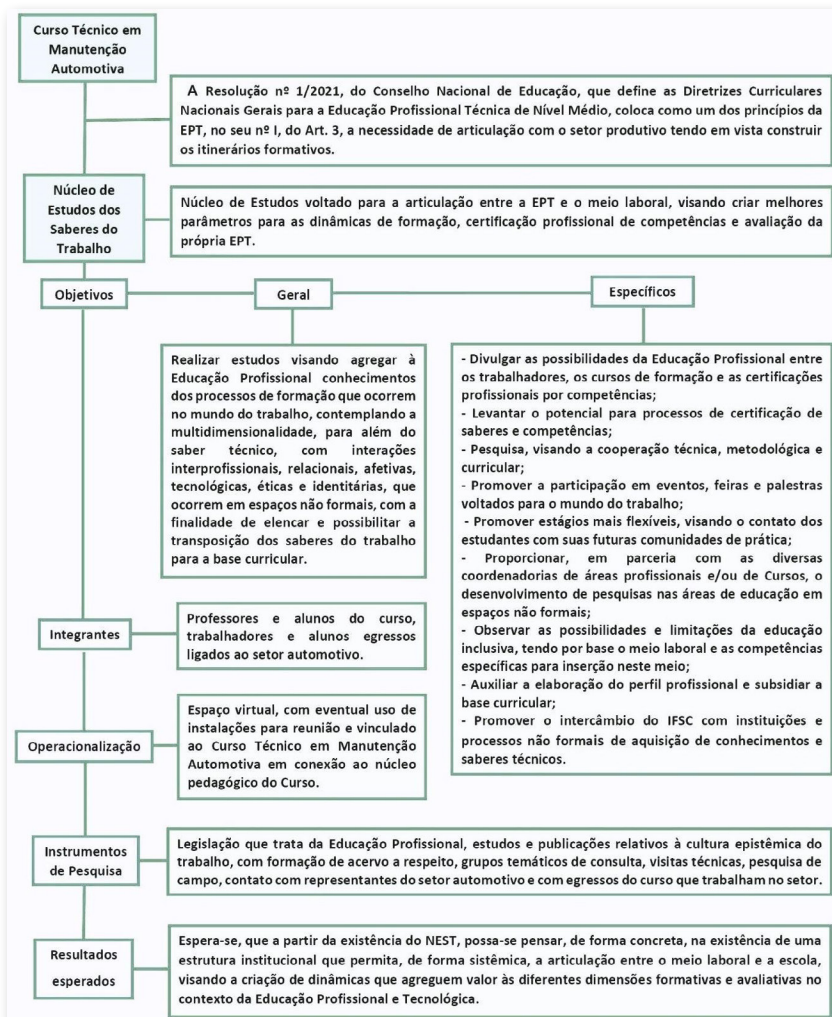 Curso Técnico em
Manutenção
Automotiva
A Resolução nº 1/2021, do Conselho Nacional de Educação, que define as Diretrizes Curriculares
Nacionais Gerais para a Educação Profissional Técnica de Nível Médio, coloca como um dos princípios da
EPT, no seu nº I, do Art. 3, a necessidade de articulação com o setor produtivo tendo em vista construir
os itinerários formativos.
Núcleo de
Estudos dos
Saberes do
Trabalho
Núcleo de Estudos voltado para a articulação entre a EPT e o meio laboral, visando criar melhores
parâmetros para as dinâmicas de formação, certificação profissional de competências e avaliação da
própria EPT.
Objetivos
Geral
Específicos
Realizar estudos visando agregar à
Educação Profissional conhecimentos
dos processos de formação que ocorrem
no mundo do trabalho, contemplando a
multidimensionalidade, para além do
saber técnico, com interações
interprofissionais, relacionais, afetivas,
tecnológicas, éticas e identitárias, que
ocorrem em espaços não formais, com a
finalidade de elencar e possibilitar a
transposição dos saberes do trabalho
para a base curricular.
- Divulgar as possibilidades da Educação Profissional entre
os trabalhadores, os cursos de formação e as certificações
profissionais por competências;
- Levantar o potencial para processos de certificação de
saberes e competências;
- Pesquisa, visando a cooperação técnica, metodológica e
curricular;
- Promover a participação em eventos, feiras e palestras
voltados para o mundo do trabalho;
- Promover estágios mais flexíveis, visando o contato dos
estudantes com suas futuras comunidades de prática;
- Proporcionar, em parceria com as diversas
coordenadorias de áreas profissionais e/ou de Cursos, o
desenvolvimento de pesquisas nas áreas de educação em
espaços não formais;
- Observar as possibilidades e limitações da educação
inclusiva, tendo por base o meio laboral e as competências
específicas para inserção neste meio;
- Auxiliar a elaboração do perfil profissional e subsidiar a
base curricular;
- Promover o intercâmbio do IFSC com instituições e
processos não formais de aquisição de conhecimentos e
saberes técnicos.
Integrantes
Professores e alunos do curso,
trabalhadores e alunos egressos
ligados ao setor automotivo.
Operacionalização
Espaço virtual, com eventual uso de
instalações para reunião e vinculado
ao Curso Técnico em Manutenção
Automotiva em conexão ao núcleo
pedagógico do Curso.
Instrumentos
de Pesquisa
Legislação que trata da Educação Profissional, estudos e publicações relativos à cultura epistêmica do
trabalho, com formação de acervo a respeito, grupos temáticos de consulta, visitas técnicas, pesquisa de
campo, contato com representantes do setor automotivo e com egressos do curso que trabalham no setor.
Resultados
esperados
Espera-se, que a partir da existência do NEST, possa-se pensar, de forma concreta, na existência de uma
estrutura institucional que permita, de forma sistêmica, a articulação entre o meio laboral e a escola,
visando a criação de dinâmicas que agreguem valor às diferentes dimensões formativas e avaliativas no
contexto da Educação Profissional e Tecnológica.